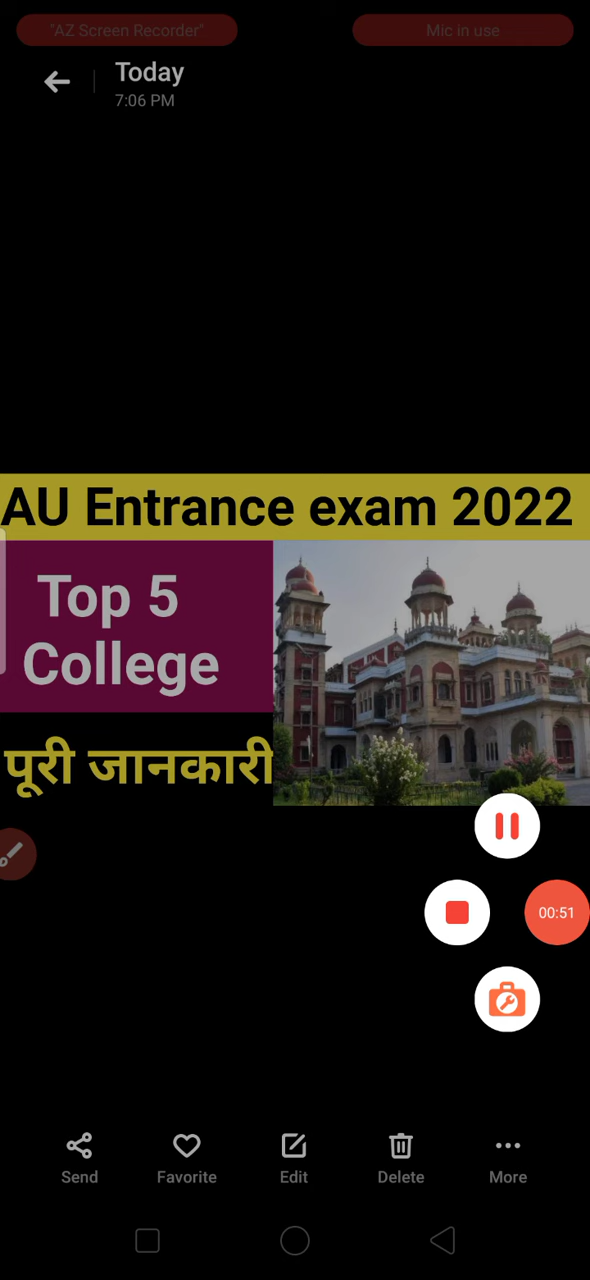 "AZ Screen Recorder"
Mic in use
Today
7:06 PM
AU Entrance exam 2022
Top 5
College
पूरी जानकारी
00:51
Send
Favorite
Edit
Delete
More